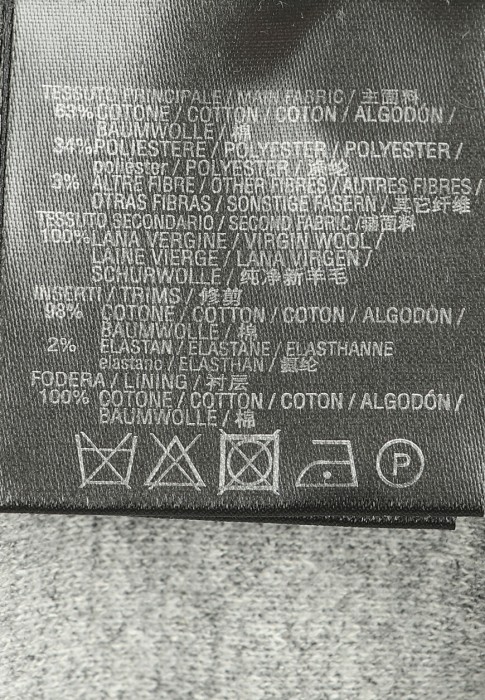 TESSUTO PRINCIPALE / MAIN FABRIC / 主面料
63% COTONE / COTTON / COTON / ALGODÓN /
BAUMWOLLE / 棉
34% POLIESTERE / POLYESTER / POLYESTER /
poliester / POLYESTER / 聚纶
3% ALTRE FIBRE / OTHER FIBRES / AUTRES FIBRES /
OTRAS FIBRAS / SONSTIGE FASERN / 其它纤维
TESSUTO SECONDARIO / SECOND FABRIC / 辅面料
100% LANA VERGINE / VIRGIN WOOL /
LAINE VIERGE / LANA VIRGEN /
SCHURWOLLE / 纯净新羊毛
INSERTI / TRIMS / 修剪
98% COTONE / COTTON / COTON / ALGODÓN /
BAUMWOLLE / 棉
2% ELASTAN / ELASTANE / ELASTHANNE
elastano / ELASTHAN / 氨纶
FODERA / LINING / 衬层
100% COTONE / COTTON / COTON / ALGODÓN /
BAUMWOLLE / 棉
P